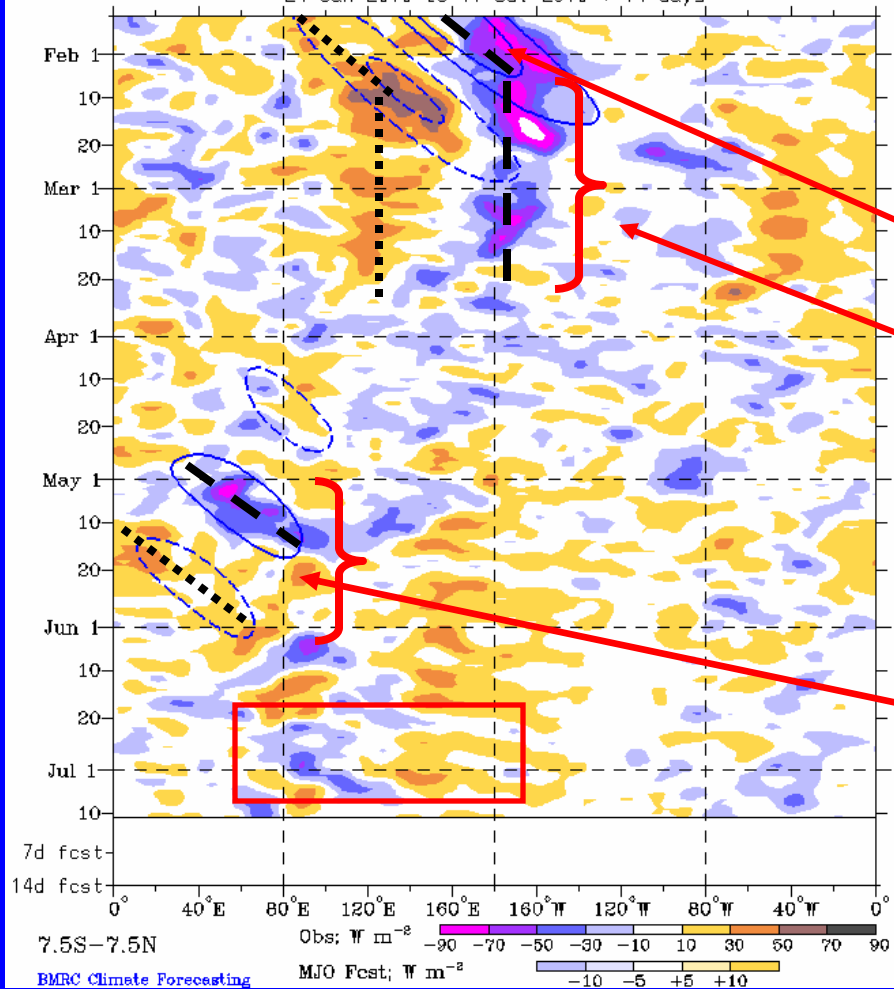 Feb 1
10
20
Mar 1
10
20
Apr 1
10
20
May 1
10
20
Jun 1
10
20
Jul 1
10
7d fcst
14d fcst
0° 40°E 80°E 120°E 160°E 160°W 120°W 80°W 40°W 0°
7.5S-7.5N
Obs; W m-2
-90 -70 -50 -30 -10 10 30 50 70 90
BMRC Climate Forecasting
MJO Fcst; W m-2
-10 -5 +5 +10